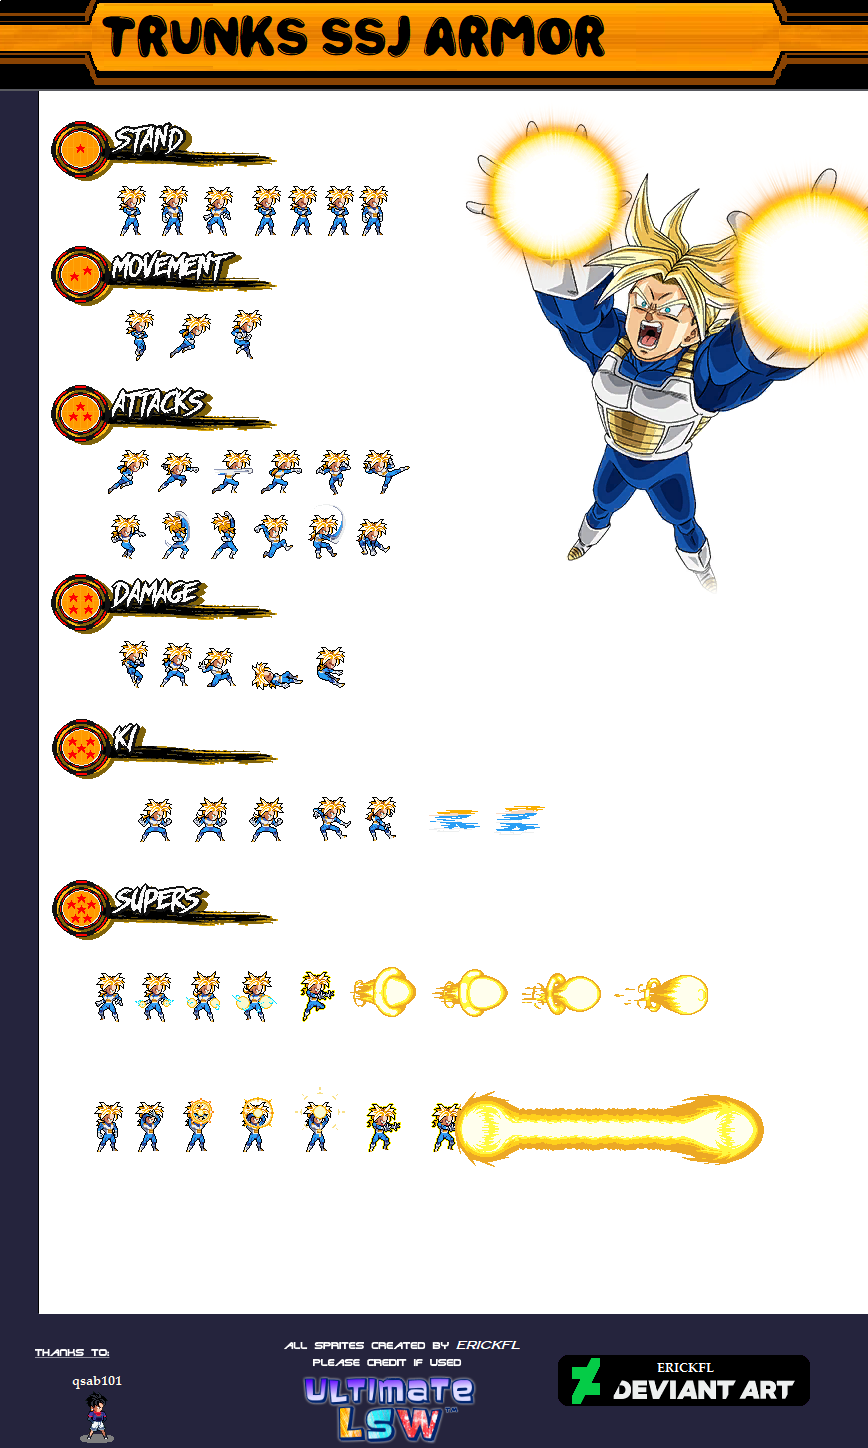 TRUNKS SSJ ARMOR
STAND
MOVEMENT
ATTACKS
DAMAGE
KI
SUPERS
THANKS TO:
qsab101
ALL SPRITES CREATED BY ERICKFL
PLEASE CREDIT IF USED
ULTIMATE
LSW™
ERICKFL
DEVIANT ART